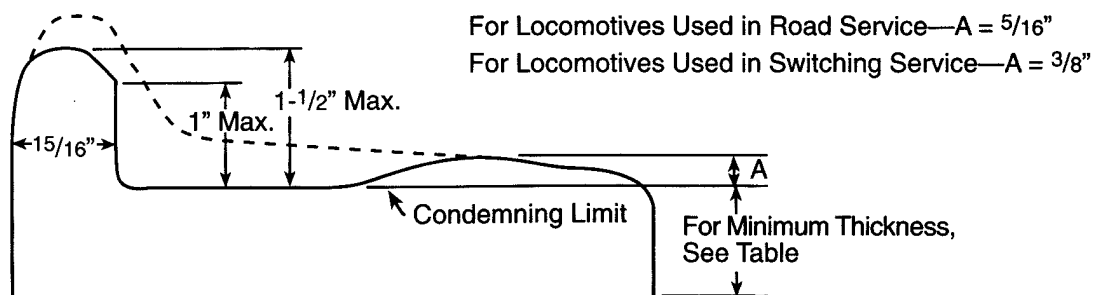 For Locomotives Used in Road Service—A = 5/16”
For Locomotives Used in Switching Service—A = 3/8”
1-1/2” Max.
1” Max.
15/16”
A
Condemning Limit
For Minimum Thickness,
See Table